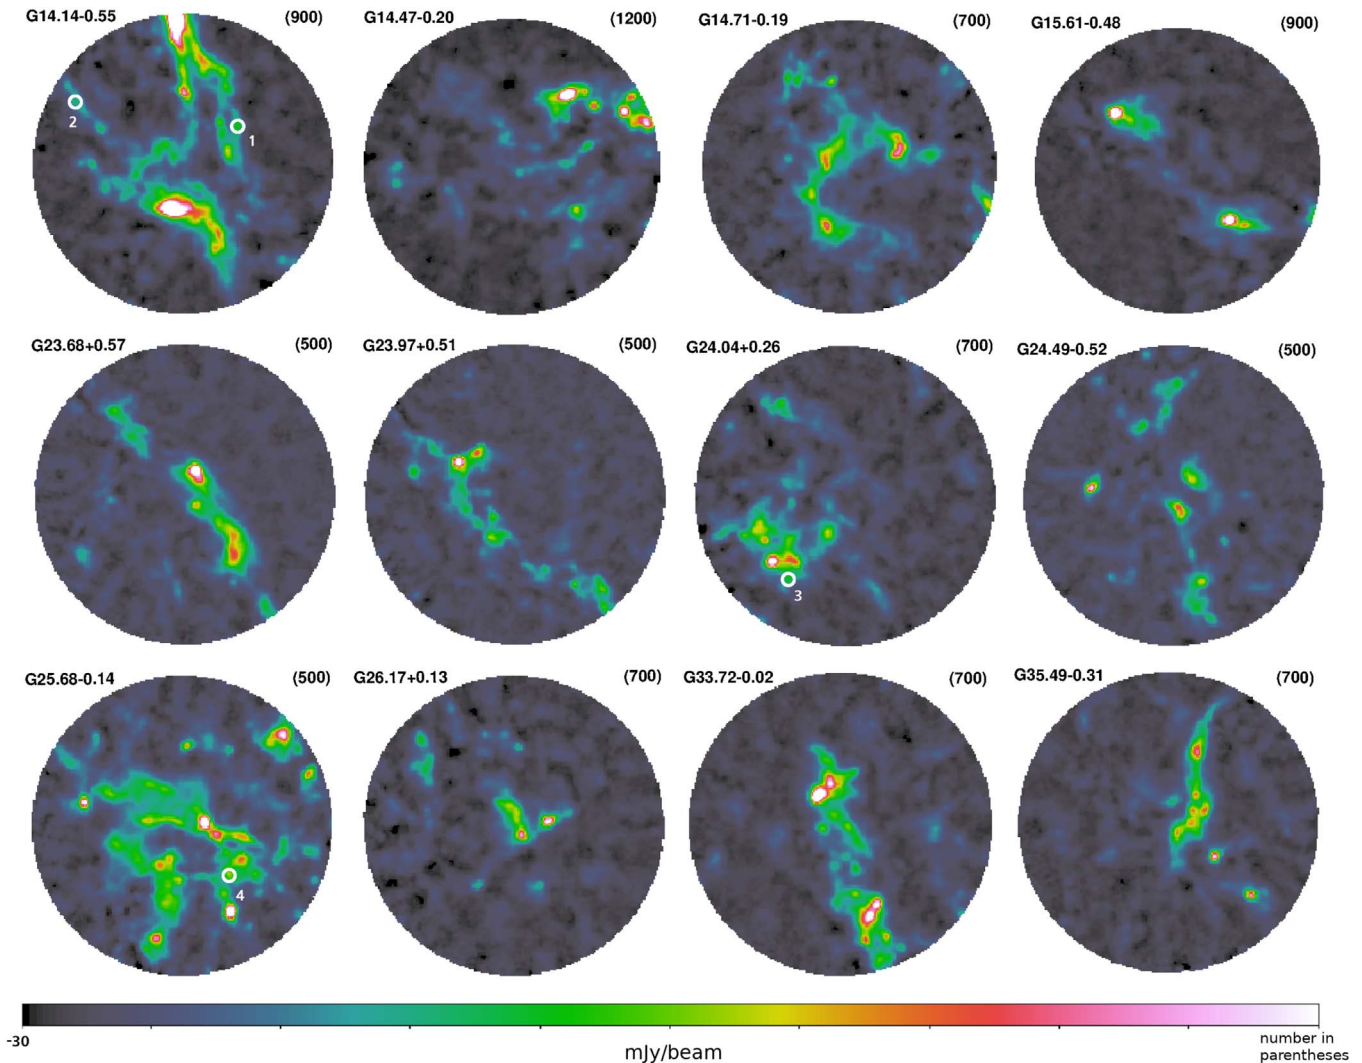 G14.14-0.55 (900)
G14.47-0.20 (1200)
G14.71-0.19 (700)
G15.61-0.48 (900)
2
1
G23.68+0.57 (500)
G23.97+0.51 (500)
G24.04+0.26 (700)
G24.49-0.52 (500)
3
G25.68-0.14 (500)
G26.17+0.13 (700)
G33.72-0.02 (700)
G35.49-0.31 (700)
4
-30
mJy/beam
number in
parentheses